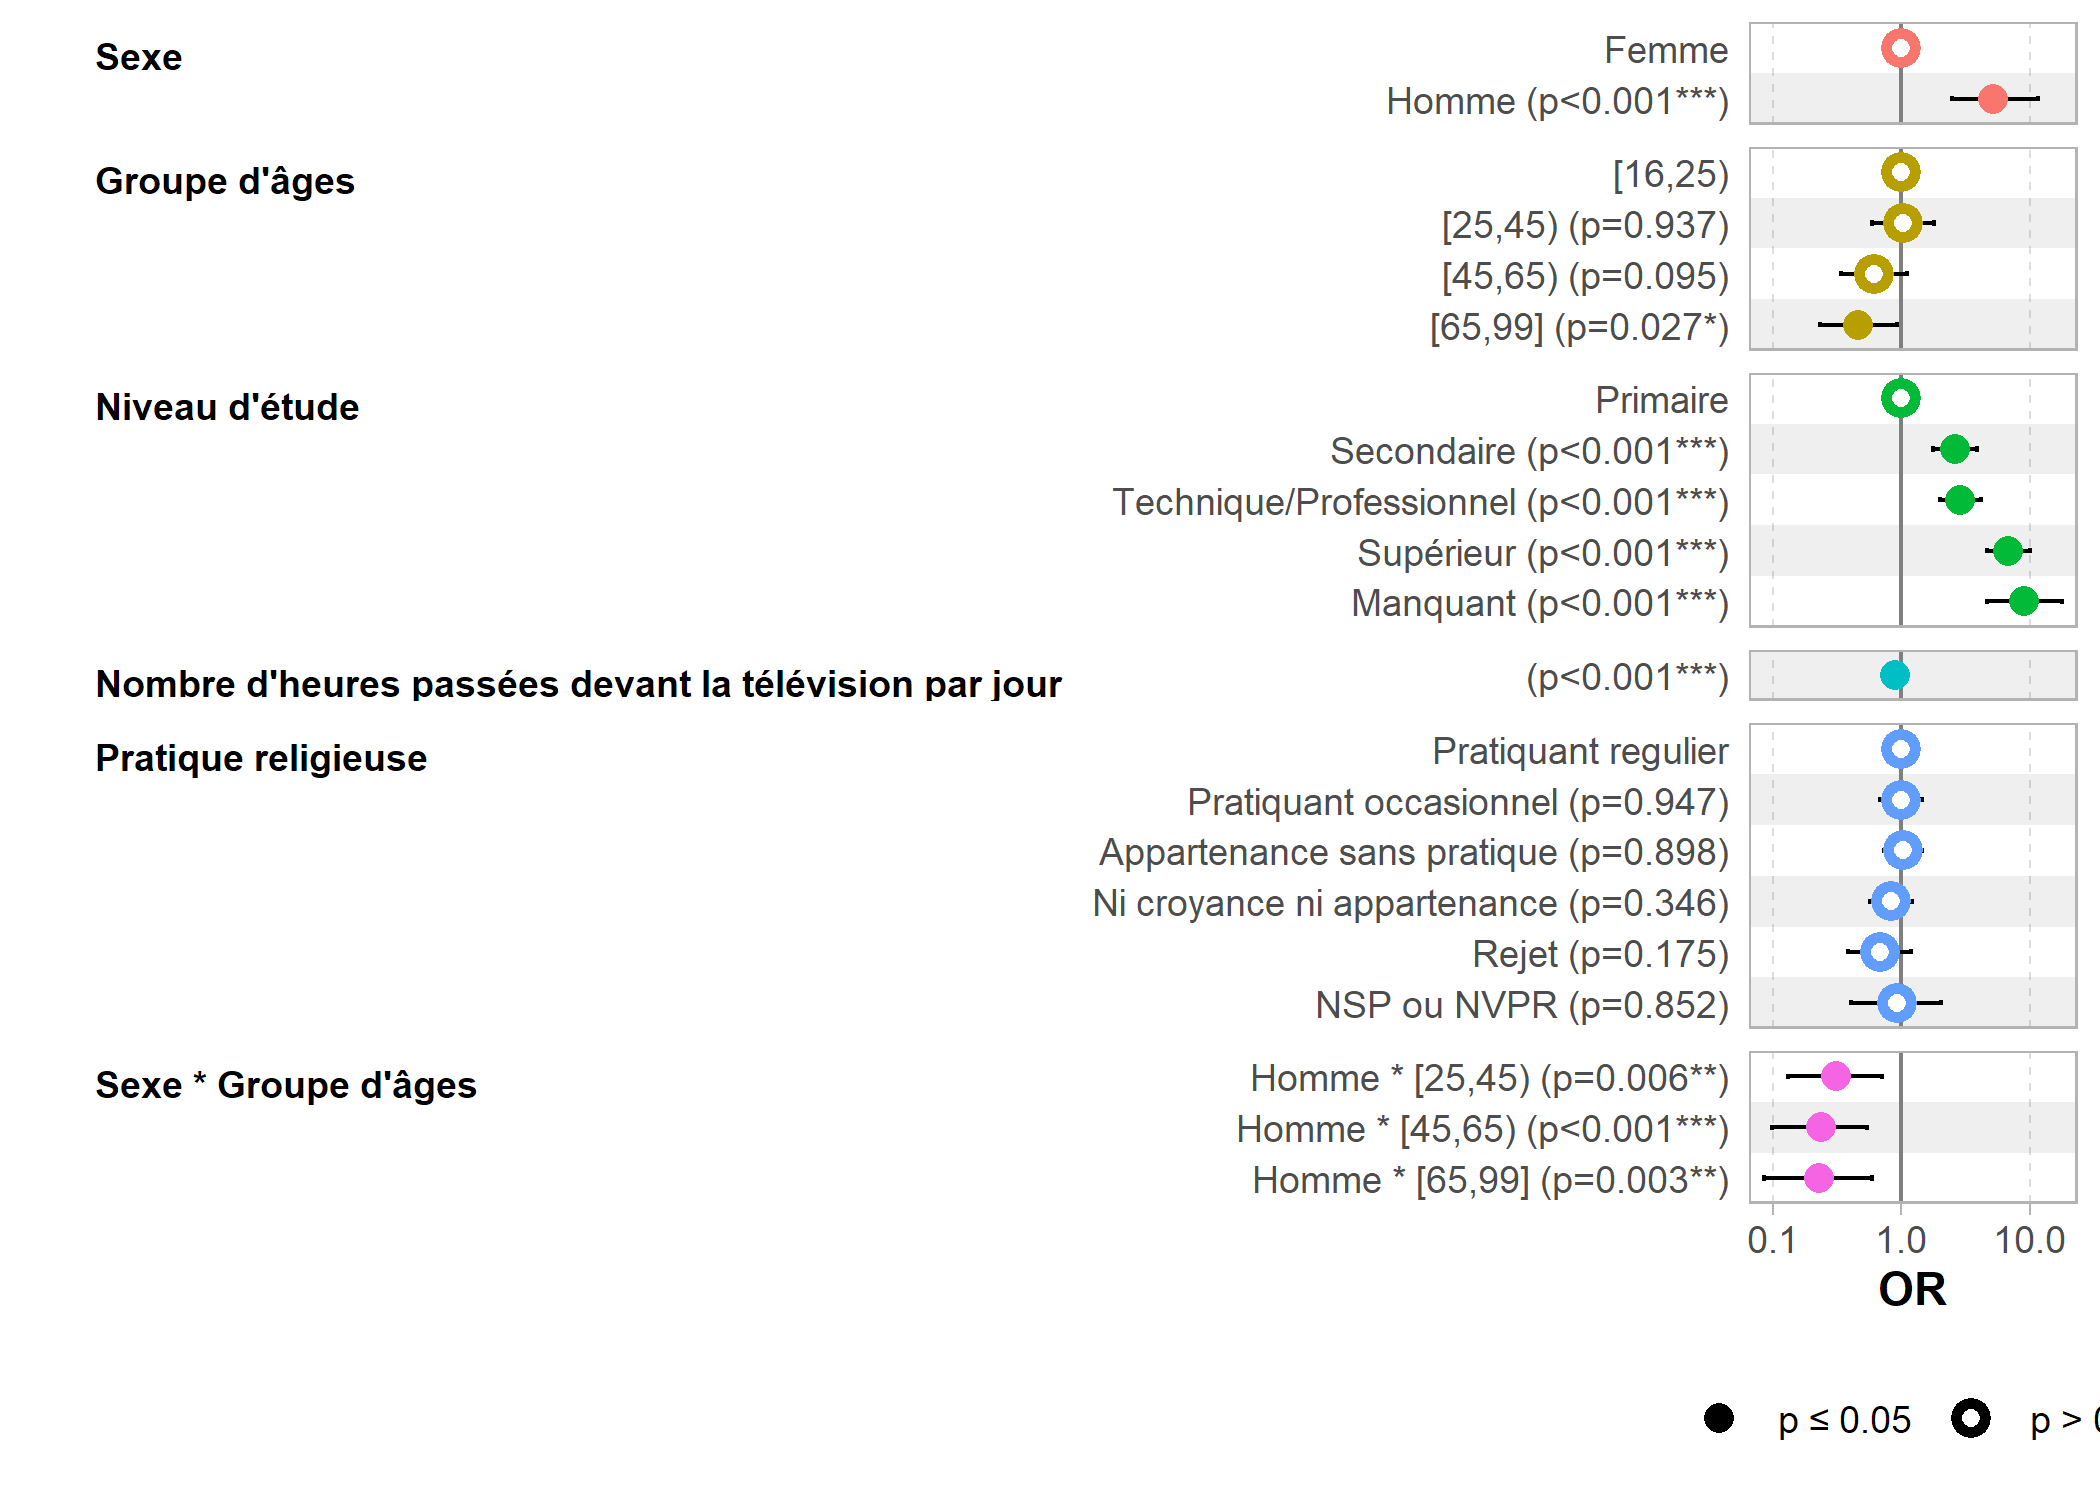 Sexe
Femme
Homme (p<0.001***)
Groupe d'âges
[16,25)
[25,45) (p=0.937)
[45,65) (p=0.095)
[65,99] (p=0.027*)
Niveau d'étude
Primaire
Secondaire (p<0.001***)
Technique/Professionnel (p<0.001***)
Supérieur (p<0.001***)
Manquant (p<0.001***)
Nombre d'heures passées devant la télévision par jour
(p<0.001***)
Pratique religieuse
Pratiquant regulier
Pratiquant occasionnel (p=0.947)
Appartenance sans pratique (p=0.898)
Ni croyance ni appartenance (p=0.346)
Rejet (p=0.175)
NSP ou NVPR (p=0.852)
Sexe * Groupe d'âges
Homme * [25,45) (p=0.006**)
Homme * [45,65) (p<0.001***)
Homme * [65,99] (p=0.003**)
0.1 1.0 10.0
OR
p ≤ 0.05 p >